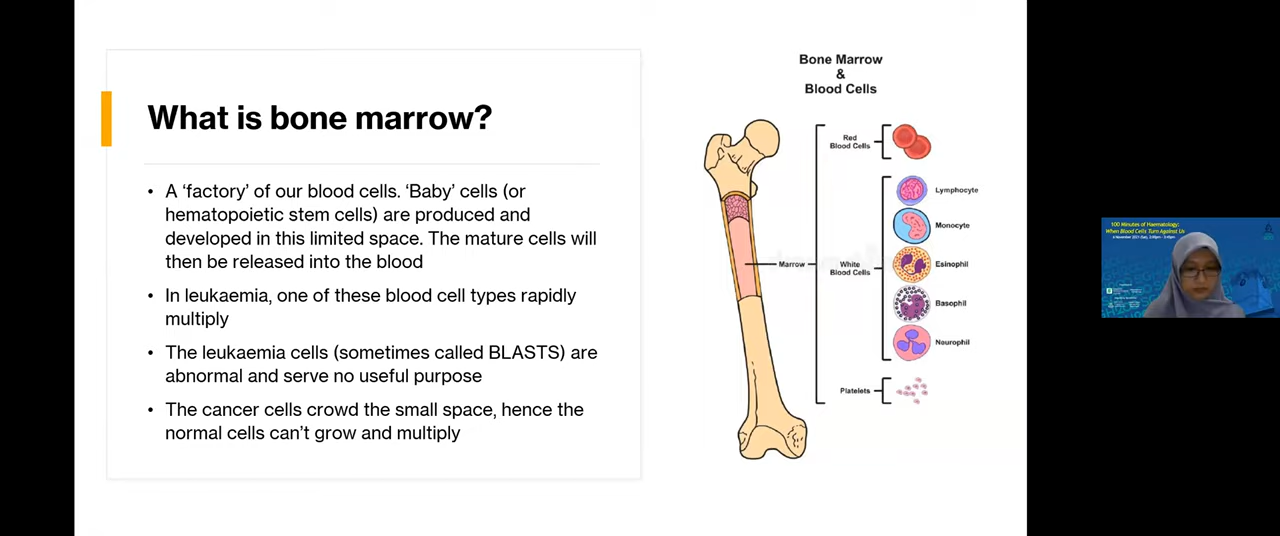 What is bone marrow?
• A ‘factory’ of our blood cells. ‘Baby’ cells (or
hematopoietic stem cells) are produced and
developed in this limited space. The mature cells will
then be released into the blood
• In leukaemia, one of these blood cell types rapidly
multiply
• The leukaemia cells (sometimes called BLASTS) are
abnormal and serve no useful purpose
• The cancer cells crowd the small space, hence the
normal cells can’t grow and multiply
Bone Marrow
&
Blood Cells
Red
Blood Cells
Lymphocyte
Monocyte
Marrow
White
Blood Cells
Esinophil
Basophil
Naurophil
Platelets
100 Minutes of Haematology:
When Blood Cells Turn Against Us